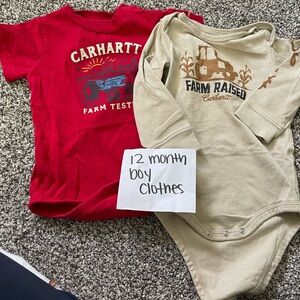 CARHARTT
FARM TESTED
FARM RAISED
Carhartt
12 month
boy
Clothes